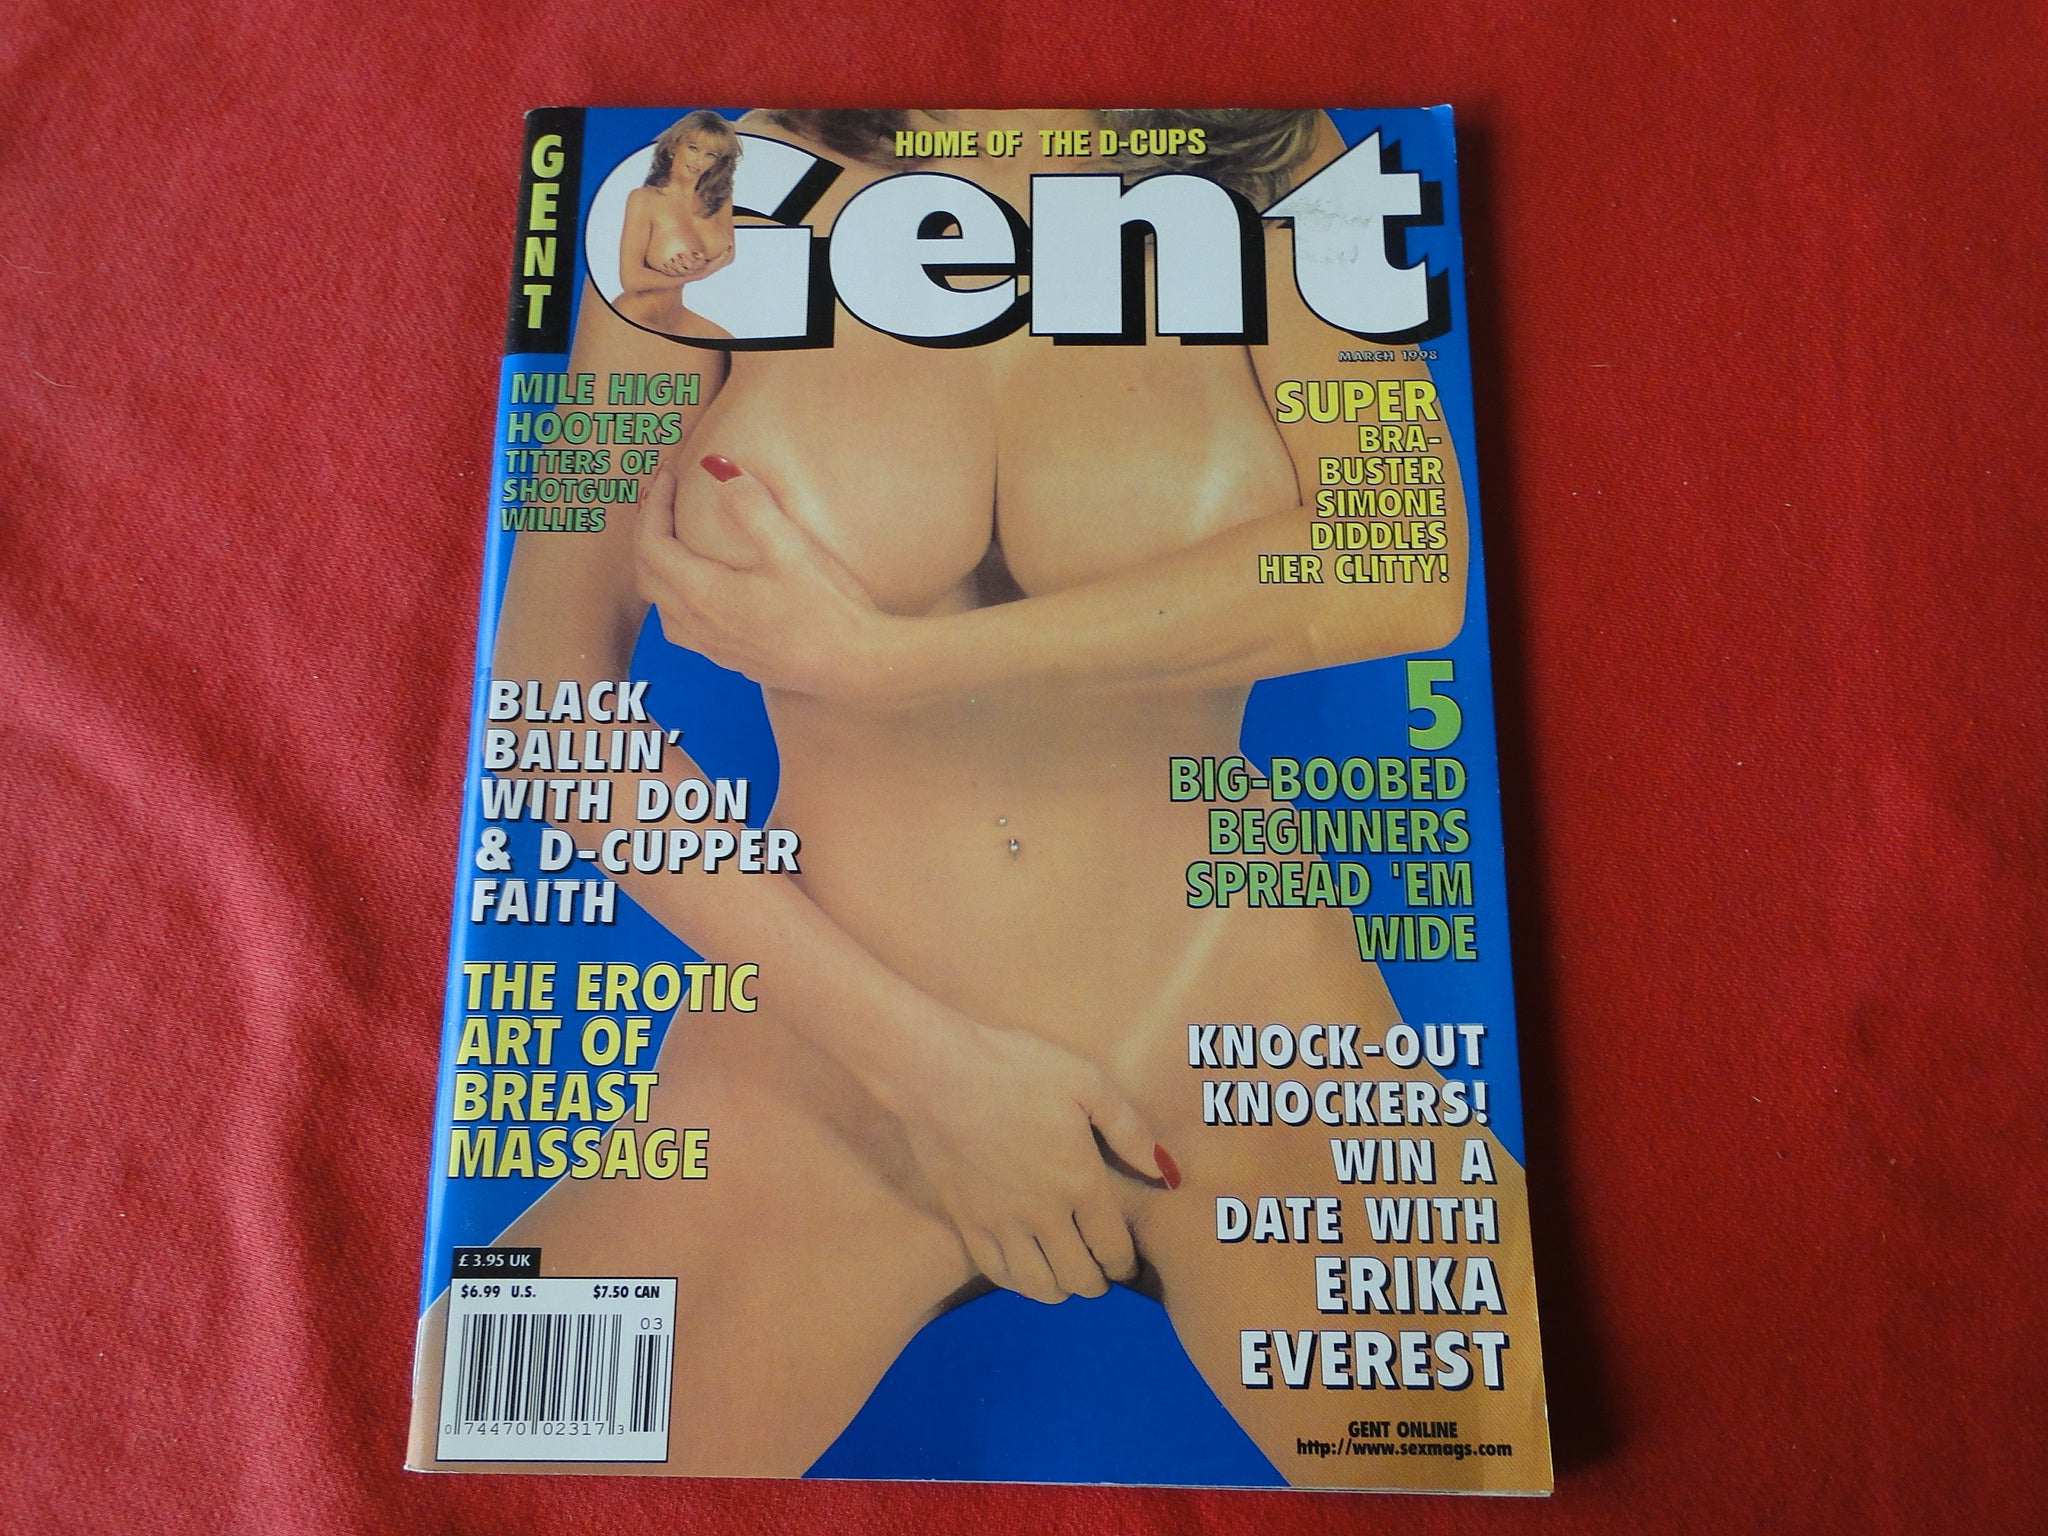 GENT
HOME OF THE D-CUPS
Gent
MARCH 1998
MILE HIGH
HOOTERS
TITTERS OF
SHOTGUN
WILLIES
SUPER
BRA-
BUSTER
SIMONE
DIDDLES
HER CLITTY!
BLACK
BALLIN'
WITH DON
& D-CUPPER
FAITH
5
BIG-BOOBED
BEGINNERS
SPREAD 'EM
WIDE
THE EROTIC
ART OF
BREAST
MASSAGE
KNOCK-OUT
KNOCKERS!
WIN A
DATE WITH
ERIKA
EVEREST
£ 3.95 UK
$6.99 U.S. $7.50 CAN
03
0 74470 02317 3
GENT ONLINE
http://www.sexmags.com